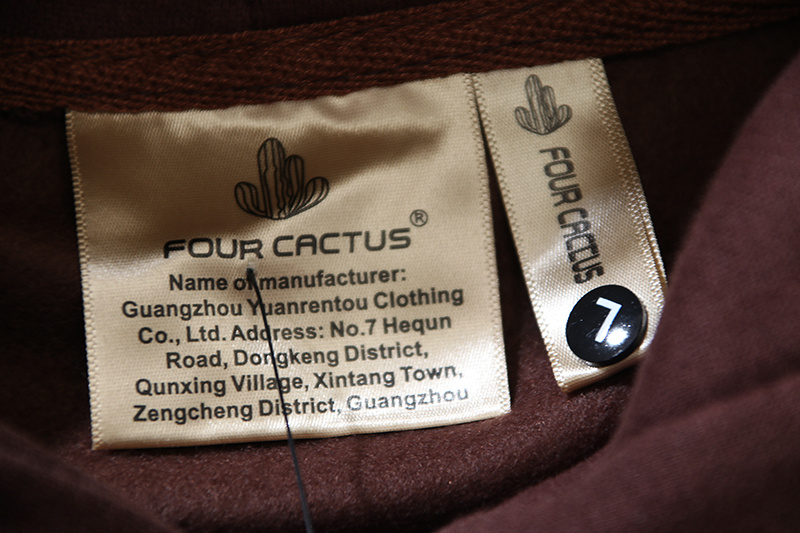 FOUR CACTUS®
Name of manufacturer:
Guangzhou Yuanrentou Clothing
Co., Ltd. Address: No.7 Hequn
Road, Dongkeng District,
Qunxing Village, Xintang Town,
Zengcheng District, Guangzhou
FOUR CACTUS
7